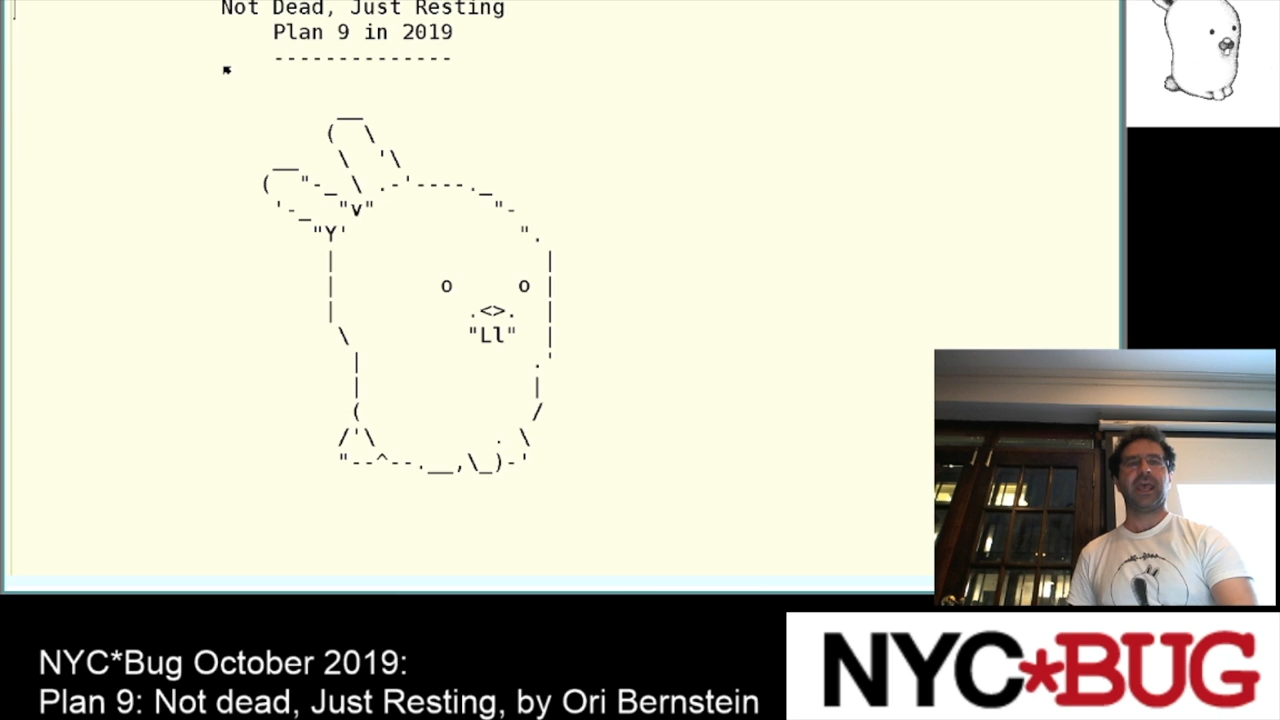 Not Dead, Just Resting
Plan 9 in 2019
--------------
NYC*Bug October 2019:
Plan 9: Not dead, Just Resting, by Ori Bernstein
NYC*BUG